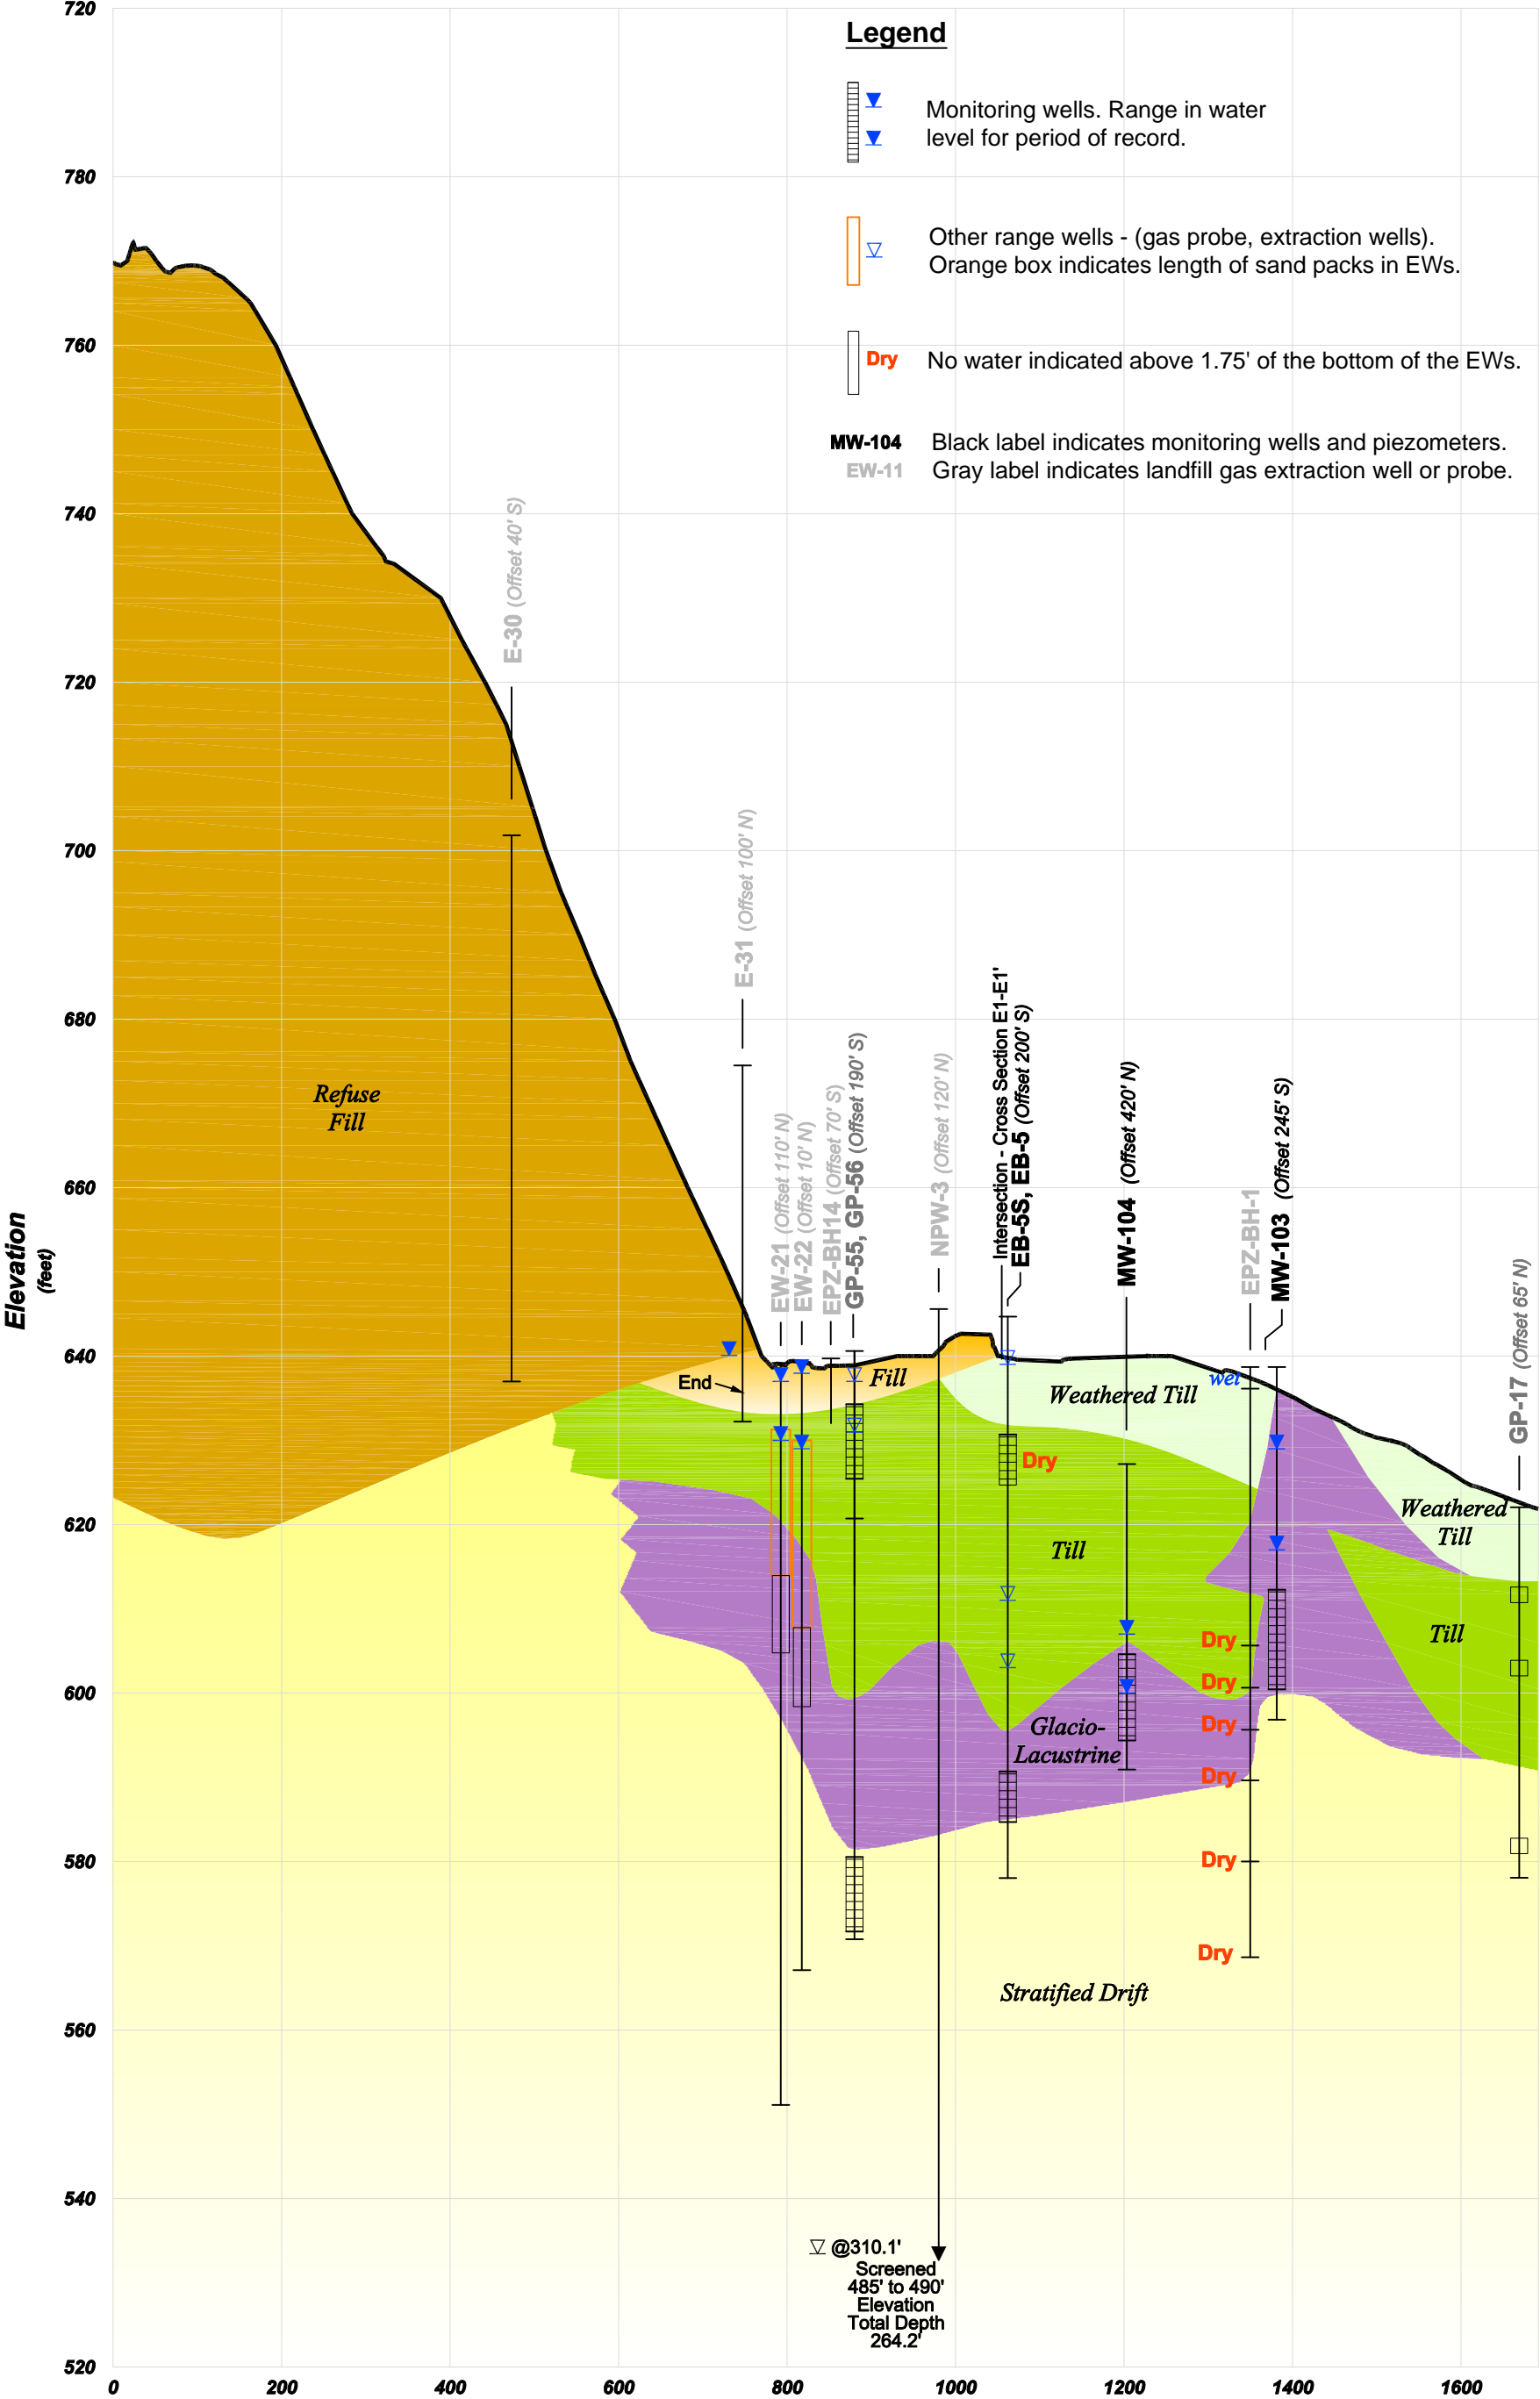 Legend
Monitoring wells. Range in water
level for period of record.
Other range wells - (gas probe, extraction wells).
Orange box indicates length of sand packs in EWs.
Dry No water indicated above 1.75' of the bottom of the EWs.
MW-104 Black label indicates monitoring wells and piezometers.
EW-11 Gray label indicates landfill gas extraction well or probe.
720
780
760
740
720
700
680
660
640
620
600
580
560
540
520
Elevation
(feet)
E-30 (Offset 40' S)
E-31 (Offset 100' N)
EW-21 (Offset 110' N)
EW-22 (Offset 10' N)
EPZ-BH14 (Offset 70' S)
GP-55, GP-56 (Offset 190' S)
NPW-3 (Offset 120' N)
Intersection - Cross Section E1-E1'
EB-5S, EB-5 (Offset 200' S)
MW-104 (Offset 420' N)
EPZ-BH-1
MW-103 (Offset 245' S)
GP-17 (Offset 65' N)
Refuse
Fill
End
Fill
Weathered Till
wet
Dry
Weathered
Till
Till
Till
Dry
Dry
Dry
Dry
Dry
Dry
Glacio-
Lacustrine
Stratified Drift
@310.1'
Screened
485' to 490'
Elevation
Total Depth
264.2'
0 200 400 600 800 1000 1200 1400 1600